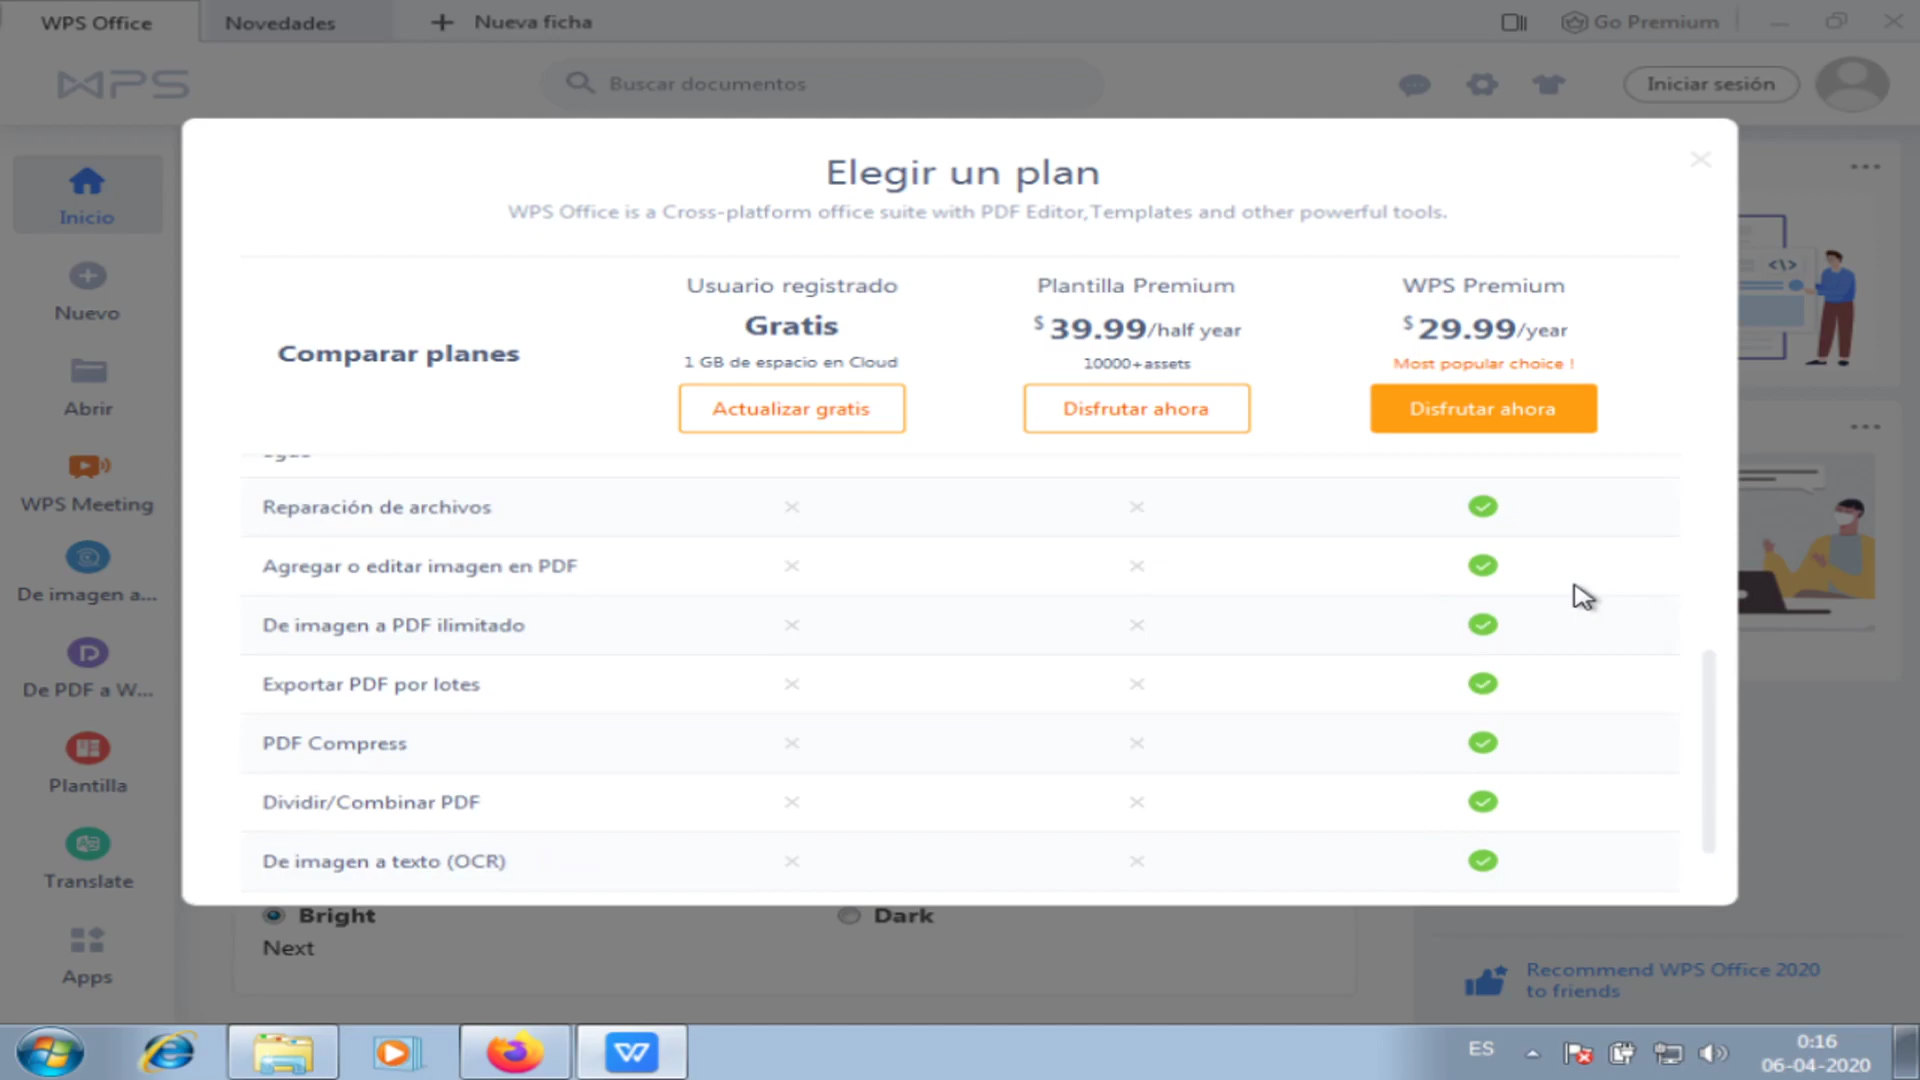 WPS Office
Novedades
Nueva ficha
Go Premium
WPS
Buscar documentos
Iniciar sesión
Inicio
Nuevo
Abrir
WPS Meeting
De imagen a...
De PDF a W...
Plantilla
Translate
Apps
Elegir un plan
WPS Office is a Cross-platform office suite with PDF Editor,Templates and other powerful tools.
Comparar planes
Usuario registrado
Gratis
1 GB de espacio en Cloud
Actualizar gratis
Plantilla Premium
$ 39.99/half year
10000+assets
Disfrutar ahora
WPS Premium
$ 29.99/year
Most popular choice !
Disfrutar ahora
Reparación de archivos
Agregar o editar imagen en PDF
De imagen a PDF ilimitado
Exportar PDF por lotes
PDF Compress
Dividir/Combinar PDF
De imagen a texto (OCR)
Bright
Dark
Next
Recommend WPS Office 2020
to friends
ES
0:16
06-04-2020